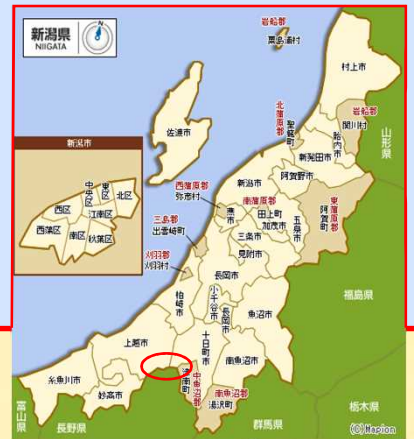 新潟県
NIIGATA
岩船郡
粟島浦村
村上市
岩船郡
関川村
胎内市
北蒲原郡
聖籠町
新発田市
山形県
佐渡市
新潟市
東区
中央区
北区
西区
江南区
西蒲区
南区
秋葉区
新潟市
阿賀野市
西蒲原郡
弥彦村
燕市
南蒲原郡
田上町
加茂市
五泉市
東蒲原郡
阿賀町
三条市
三島郡
出雲崎町
見附市
刈羽郡
刈羽村
長岡市
柏崎市
小千谷市
長岡市
魚沼市
福島県
上越市
十日町市
南魚沼市
糸魚川市
妙高市
津南町
中魚沼郡
南魚沼郡
湯沢町
富山県
長野県
群馬県
栃木県
(C)Mapion